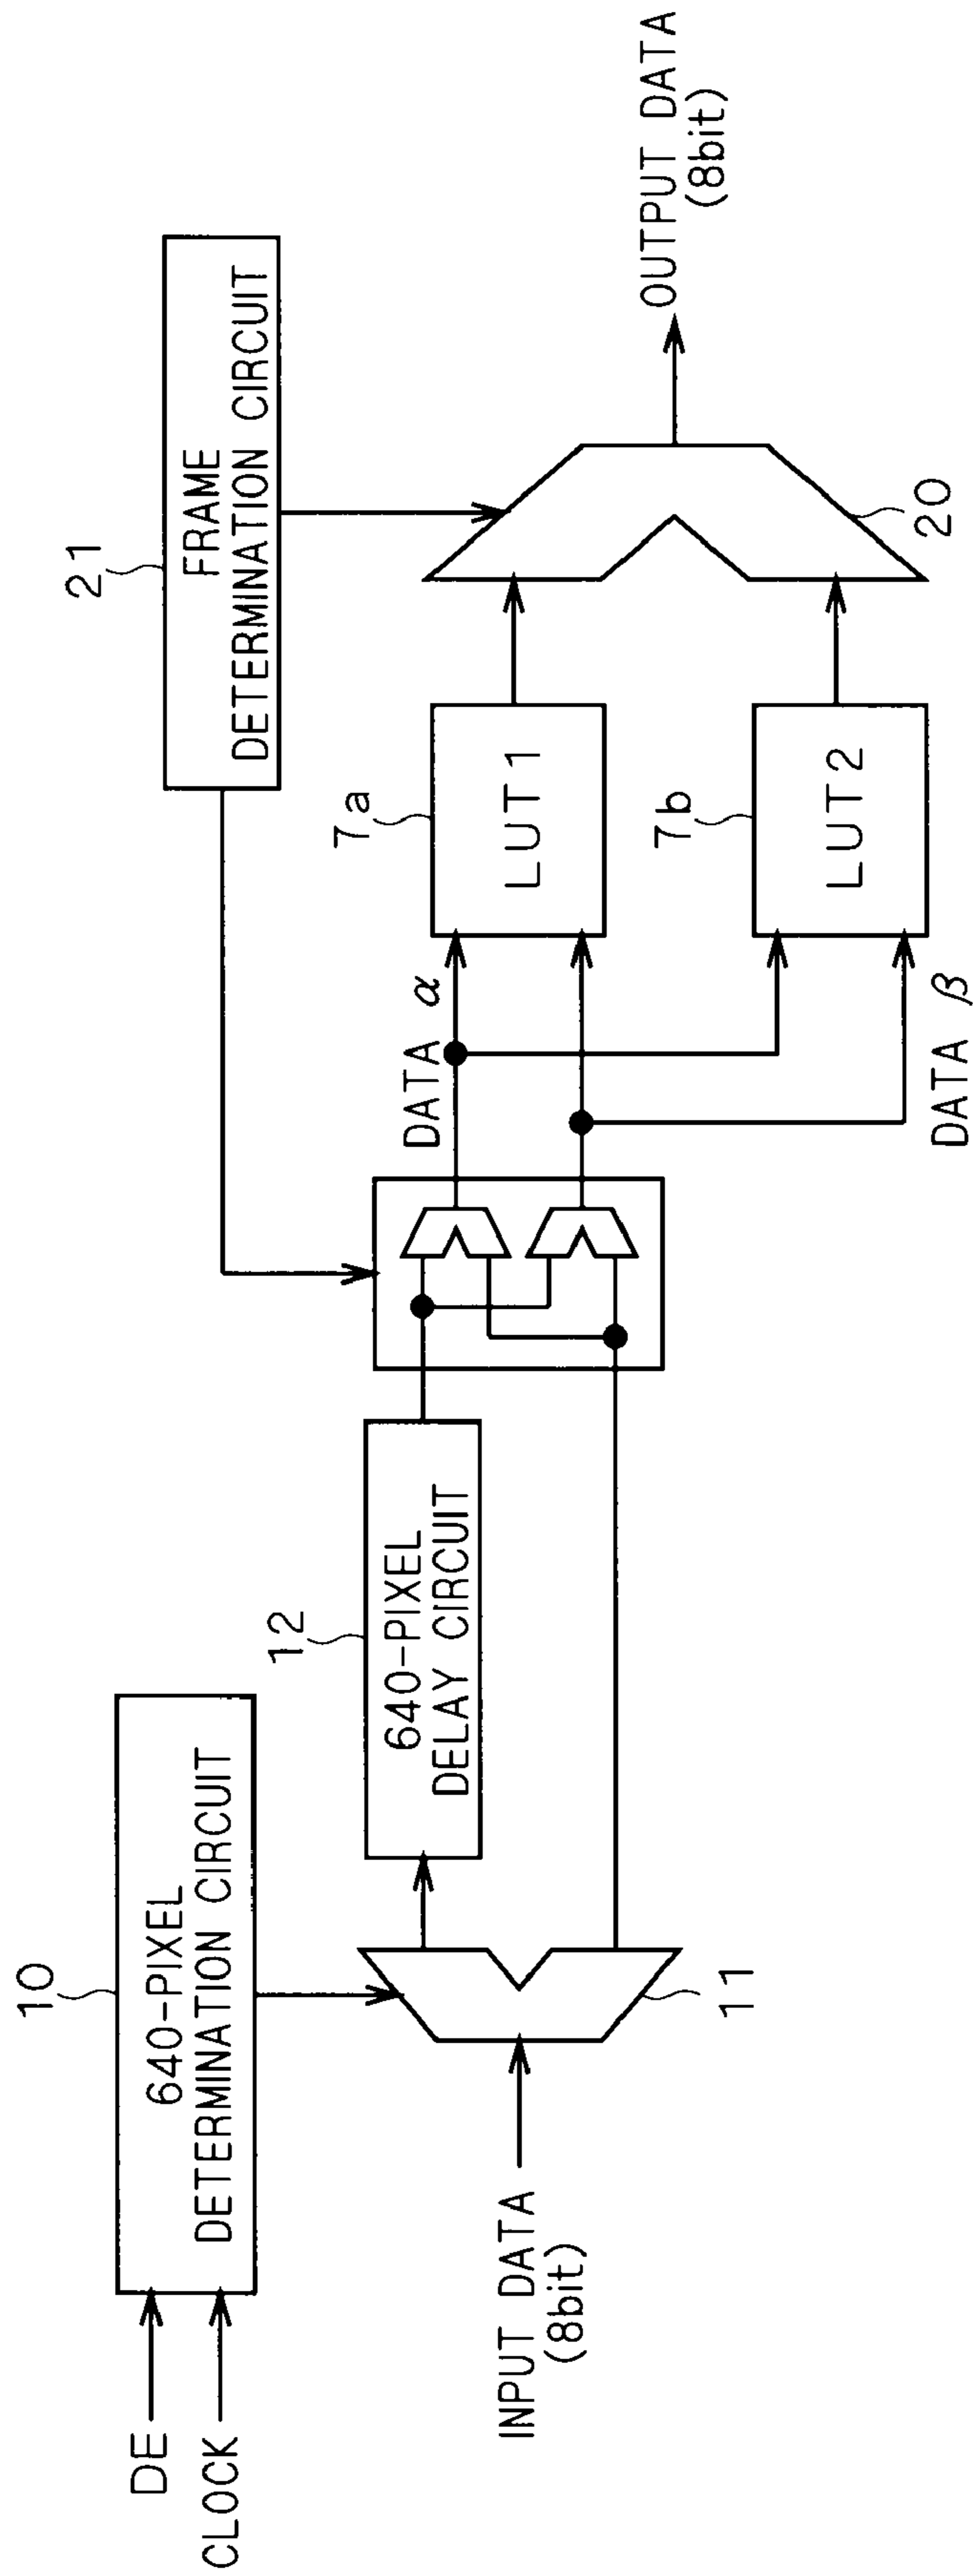 DE
CLOCK
10
640-PIXEL
DETERMINATION CIRCUIT
INPUT DATA
(8bit)
11
12
640-PIXEL
DELAY CIRCUIT
21
FRAME
DETERMINATION CIRCUIT
DATA α
DATA β
7a
LUT1
7b
LUT2
20
OUTPUT DATA
(8bit)